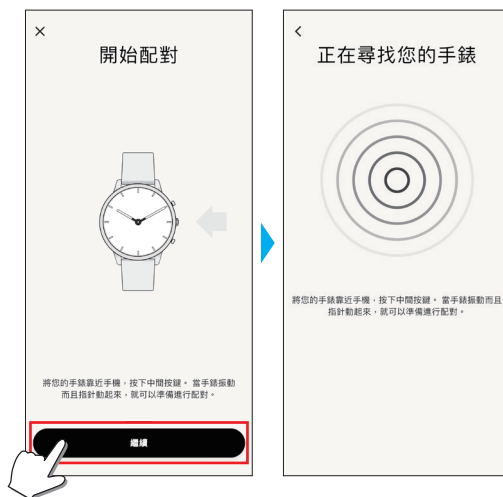 開始配對
將您的手錶靠近手機，按下中間按鍵。當手錶振動
而且指針動起來，就可以準備進行配對。
繼續
正在尋找您的手錶
將您的手錶靠近手機，按下中間按鍵。當手錶振動而且
指針動起來，就可以準備進行配對。